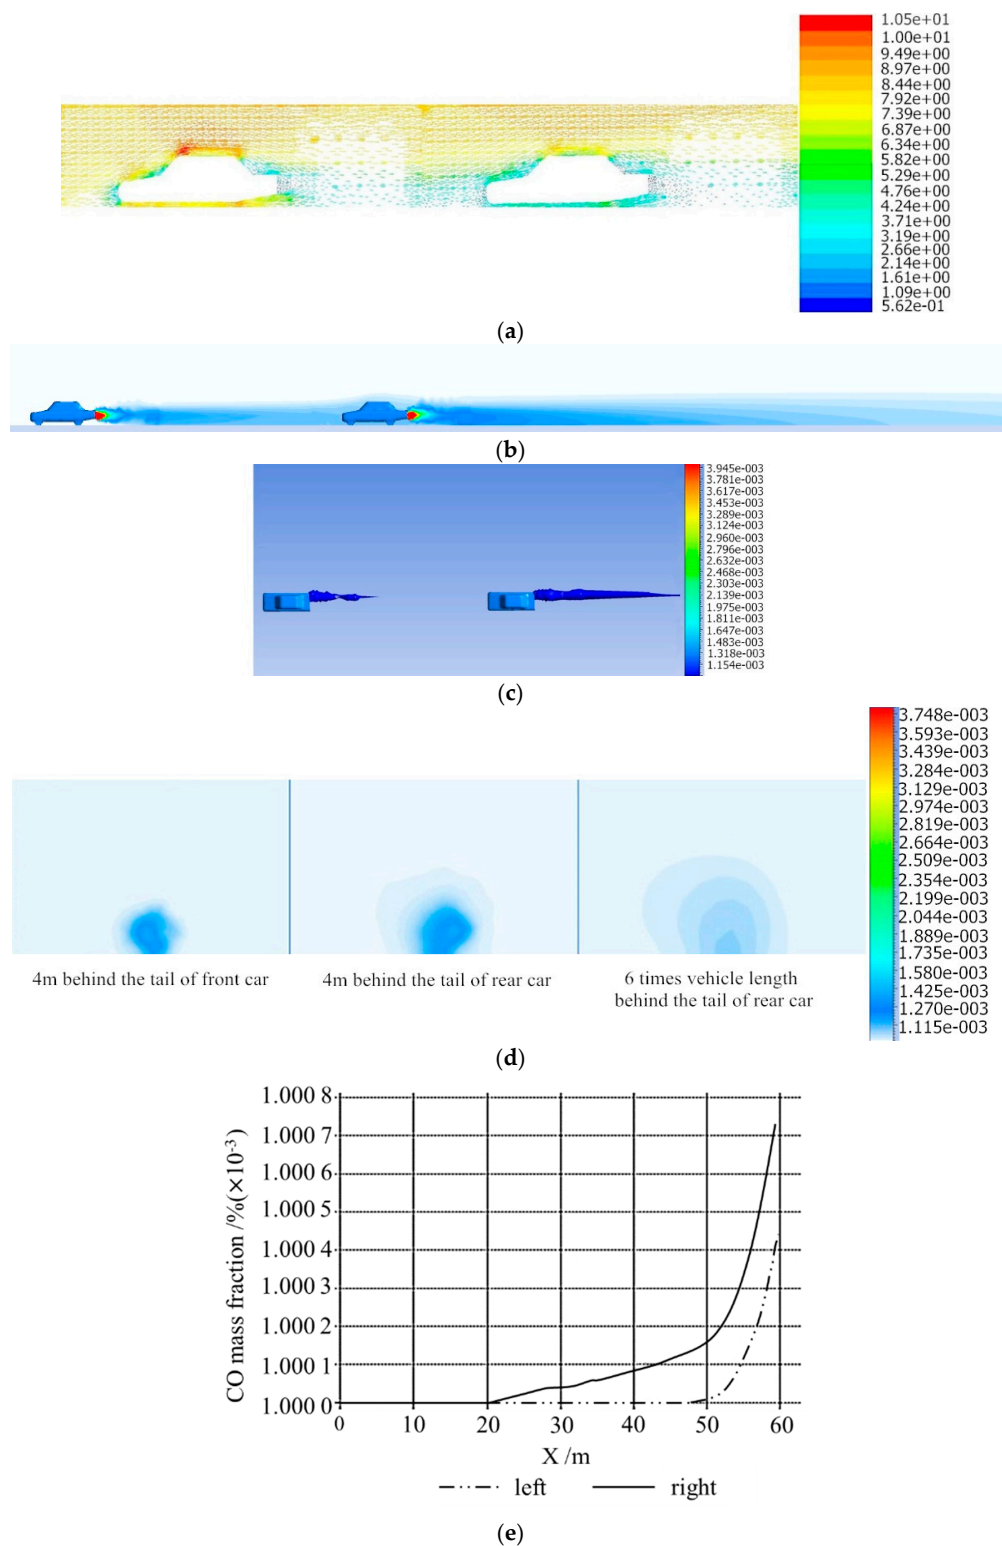 1.05e+01
1.00e+01
9.49e+00
8.97e+00
8.44e+00
7.92e+00
7.39e+00
6.87e+00
6.34e+00
5.82e+00
5.29e+00
4.76e+00
4.24e+00
3.71e+00
3.19e+00
2.66e+00
2.14e+00
1.61e+00
1.09e+00
5.62e-01
(a)
(b)
3.945e-003
3.781e-003
3.617e-003
3.453e-003
3.289e-003
3.124e-003
2.960e-003
2.796e-003
2.632e-003
2.468e-003
2.303e-003
2.139e-003
1.975e-003
1.811e-003
1.647e-003
1.483e-003
1.318e-003
1.154e-003
(c)
3.748e-003
3.593e-003
3.439e-003
3.284e-003
3.129e-003
2.974e-003
2.819e-003
2.664e-003
2.509e-003
2.354e-003
2.199e-003
2.044e-003
1.889e-003
1.735e-003
1.580e-003
1.425e-003
1.270e-003
1.115e-003
4m behind the tail of front car
4m behind the tail of rear car
6 times vehicle length
behind the tail of rear car
(d)
CO mass fraction /%(×10⁻³)
1.000 8
1.000 7
1.000 6
1.000 5
1.000 4
1.000 3
1.000 2
1.000 1
1.000 0
0 10 20 30 40 50 60
X /m
left right
(e)